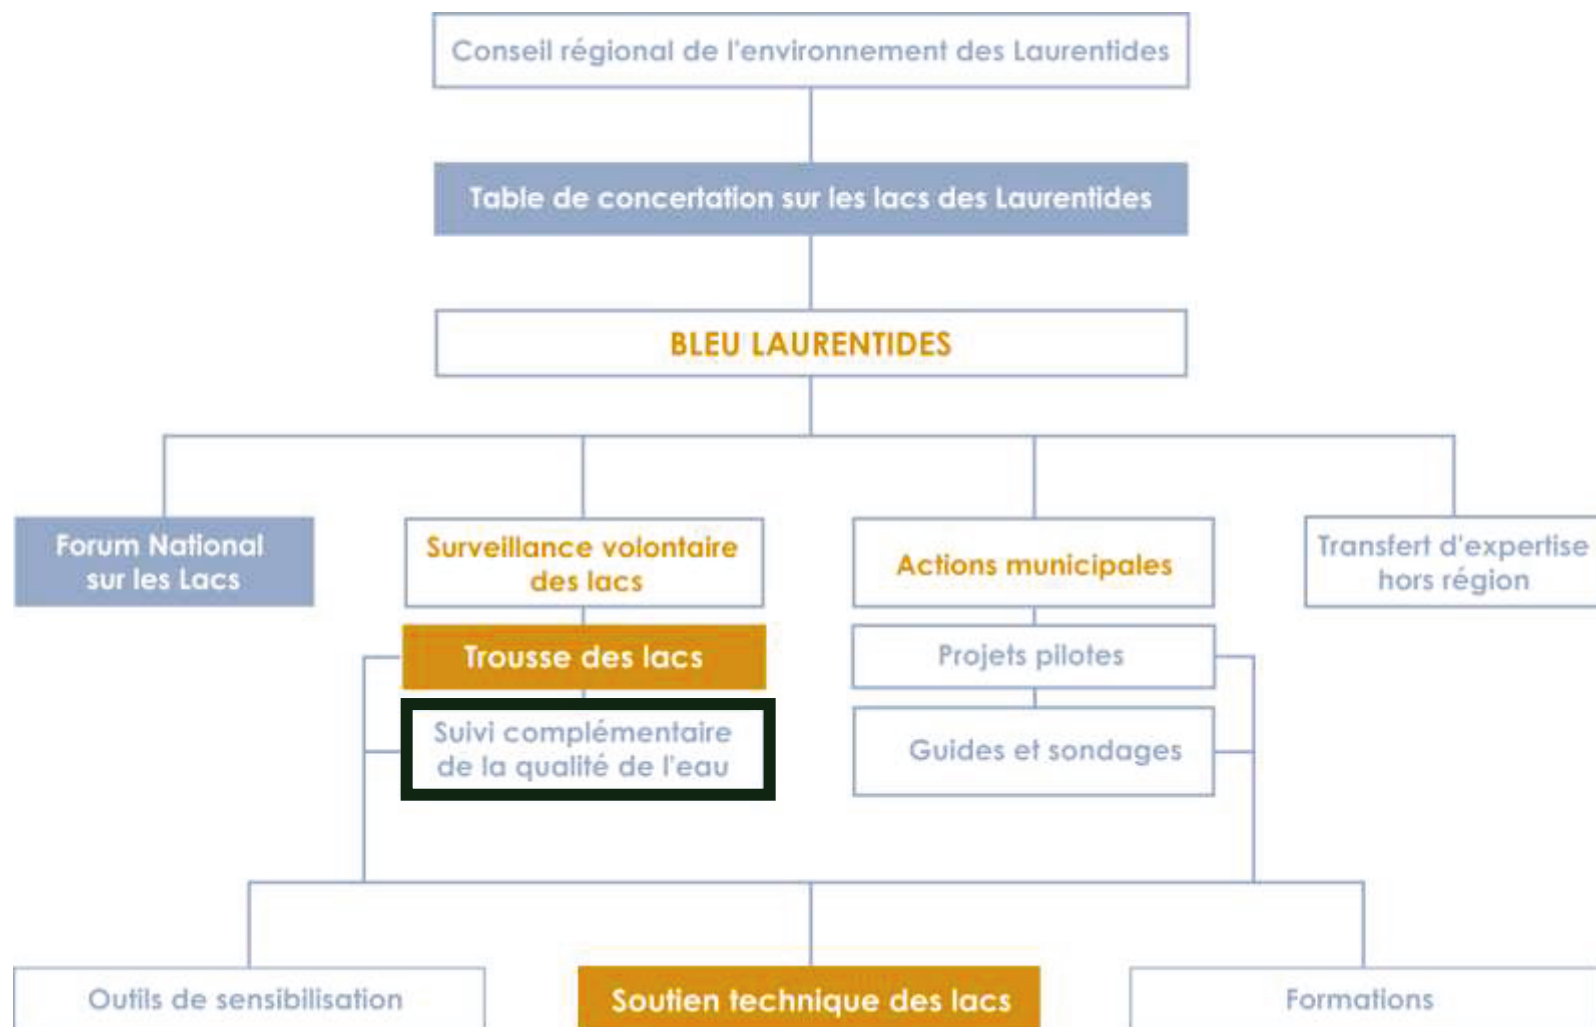 Conseil régional de l'environnement des Laurentides
Table de concertation sur les lacs des Laurentides
BLEU LAURENTIDES
Forum National
sur les Lacs
Surveillance volontaire
des lacs
Actions municipales
Transfert d'expertise
hors région
Trousse des lacs
Projets pilotes
Suivi complémentaire
de la qualité de l'eau
Guides et sondages
Outils de sensibilisation
Soutien technique des lacs
Formations